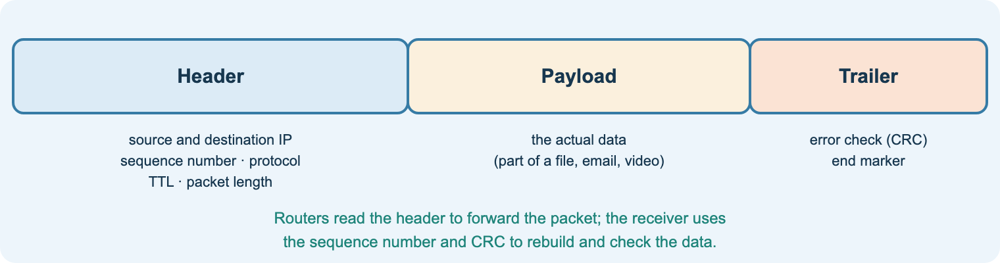 Header
Payload
Trailer
source and destination IP
sequence number · protocol
TTL · packet length
the actual data
(part of a file, email, video)
error check (CRC)
end marker
Routers read the header to forward the packet; the receiver uses
the sequence number and CRC to rebuild and check the data.